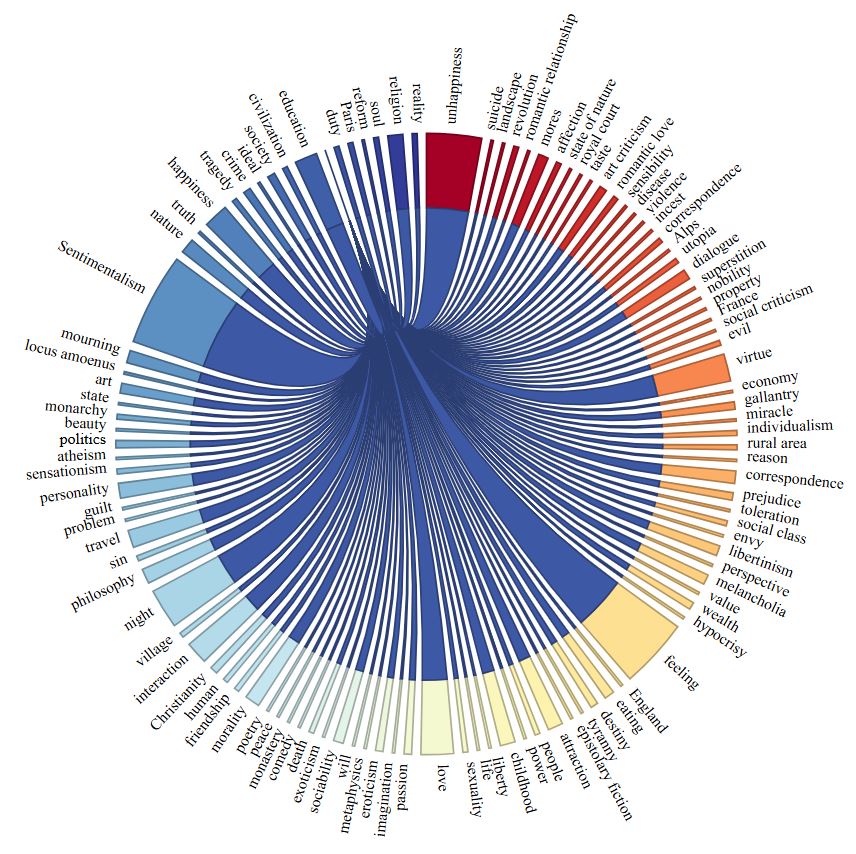 unhappiness
suicide
landscape
revolution
romantic relationship
mores
affection
state of nature
royal court
taste
art criticism
romantic love
sensibility
disease
violence
incest
correspondence
Alps
utopia
dialogue
superstition
nobility
property
France
social criticism
evil
virtue
economy
gallantry
miracle
individualism
rural area
reason
correspondence
prejudice
toleration
social class
envy
libertinism
perspective
melancholia
value
wealth
hypocrisy
feeling
England
eating
destiny
tyranny
epistolary fiction
attraction
people
power
childhood
liberty
life
sexuality
love
passion
imagination
eroticism
metaphysics
will
sociability
exoticism
death
comedy
monastery
peace
poetry
morality
friendship
human
Christianity
interaction
village
night
philosophy
sin
travel
problem
guilt
personality
sensationism
atheism
politics
beauty
monarchy
state
art
locus amoenus
mourning
Sentimentalism
nature
truth
happiness
tragedy
crime
ideal
society
civilization
education
duty
Paris
reform
soul
religion
reality